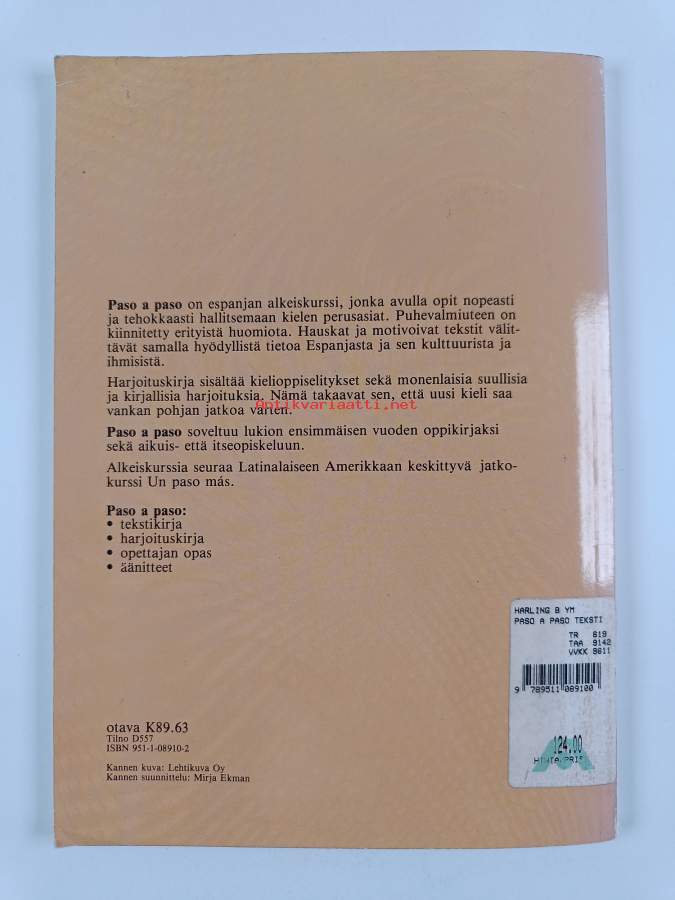 Paso a paso on espanjan alkeiskurssi, jonka avulla opit nopeasti
ja tehokkaasti hallitsemaan kielen perusasiat. Puhevalmiuteen on
kiinnitetty erityistä huomiota. Hauskat ja motivoivat tekstit välit-
tävät samalla hyödyllistä tietoa Espanjasta ja sen kulttuurista ja
ihmisistä.
Harjoituskirja sisältää kielioppiselitykset sekä monenlaisia suullisia
ja kirjallisia harjoituksia. Nämä takaavat sen, että uusi kieli saa
Antikvariaatti.net
vankan pohjan jatkoa varten.
Paso a paso soveltuu lukion ensimmäisen vuoden oppikirjaksi
sekä aikuis- että itseopiskeluun.
Alkeiskurssia seuraa Latinalaiseen Amerikkaan keskittyvä jatko-
kurssi Un paso más.
Paso a paso:
• tekstikirja
• harjoituskirja
• opettajan opas
• äänitteet
HARLING B YM
PASO A PASO TEKSTI
TR 619
TAA 9142
VVKK 9811
9 789511 089100
124.00
otava K89.63
Tilno D557
ISBN 951-1-08910-2
Kannen kuva: Lehtikuva Oy
Kannen suunnittelu: Mirja Ekman